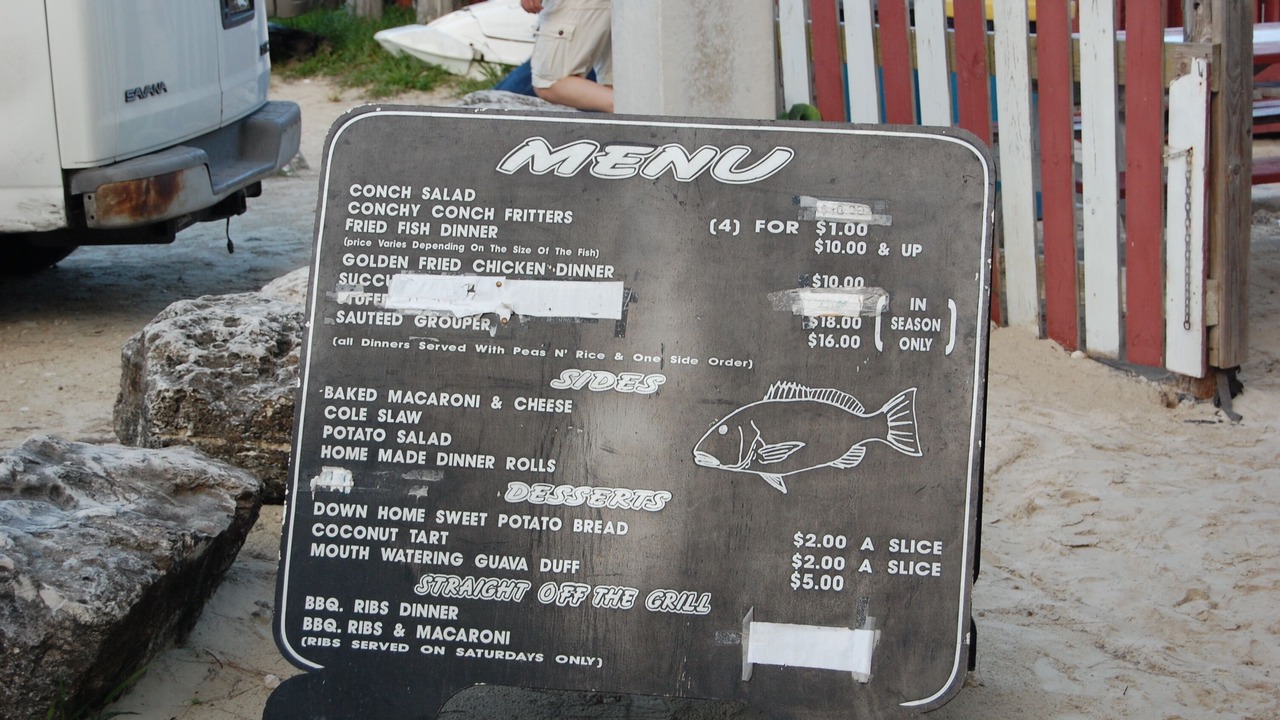 SAVANA
MENU
CONCH SALAD
CONCHY CONCH FRITTERS (4) FOR $1.00
FRIED FISH DINNER $10.00 & UP
(price Varies Depending On The Size Of The Fish)
GOLDEN FRIED CHICKEN DINNER $10.00
SAUTEED GROUPER $18.00
$16.00
IN
SEASON
ONLY
(all Dinners Served With Peas N' Rice & One Side Order)
SIDES
BAKED MACARONI & CHEESE
COLE SLAW
POTATO SALAD
HOME MADE DINNER ROLLS
DESSERTS
DOWN HOME SWEET POTATO BREAD $2.00 A SLICE
COCONUT TART $2.00 A SLICE
MOUTH WATERING GUAVA DUFF $5.00
STRAIGHT OFF THE GRILL
BBQ. RIBS DINNER
BBQ. RIBS & MACARONI
(RIBS SERVED ON SATURDAYS ONLY)